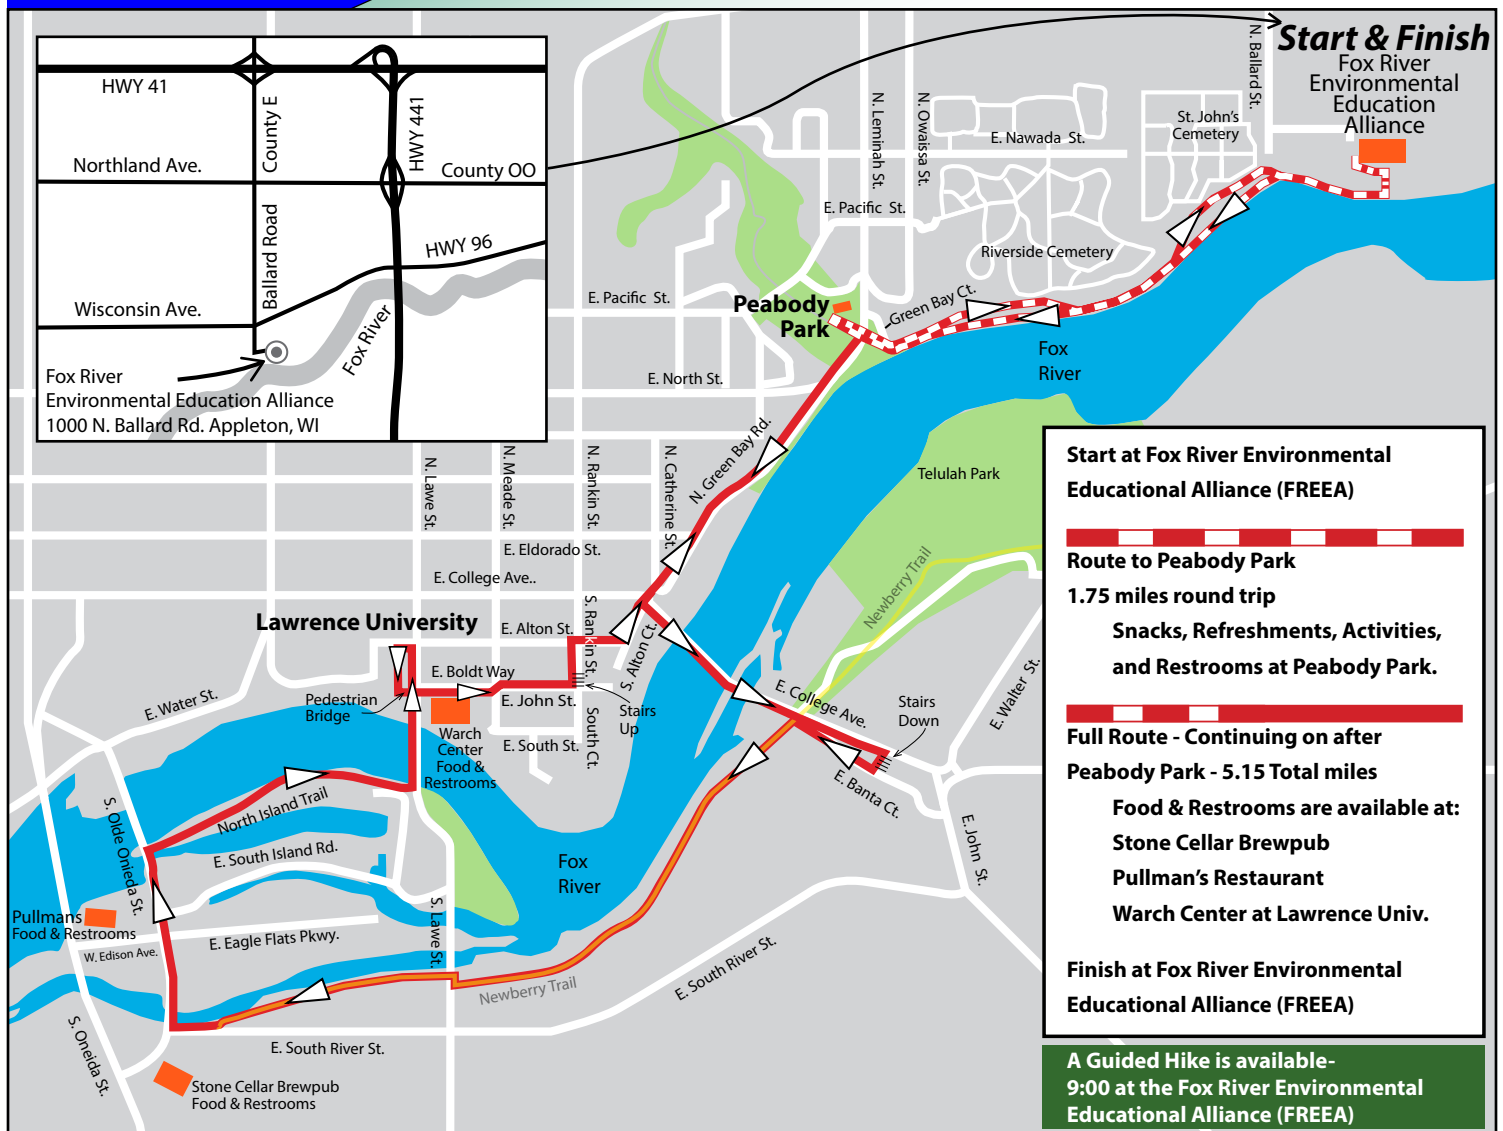 HWY 41
County E
HWY 441
Northland Ave.
County OO
Ballard Road
HWY 96
Wisconsin Ave.
Fox River
Fox River
Environmental Education Alliance
1000 N. Ballard Rd. Appleton, WI
Start & Finish
Fox River
Environmental
Education
Alliance
N. Ballard St.
St. John's
Cemetery
N. Leminah St.
N. Owaissa St.
E. Nawada St.
E. Pacific St.
Riverside Cemetery
E. Pacific St.
Peabody
Park
Green Bay Ct.
Fox
River
E. North St.
N. Green Bay Rd.
Telulah Park
N. Lawe St.
N. Meade St.
N. Rankin St.
N. Catherine St.
E. Eldorado St.
E. College Ave..
Newberry Trail
Lawrence University
E. Alton St.
S. Rankin St.
S. Alton Ct.
E. Boldt Way
E. John St.
Pedestrian
Bridge
Stairs
Up
E. Water St.
Warch
Center
Food &
Restrooms
E. South St.
South Ct.
E. College Ave.
Stairs
Down
E. Walter St.
E. Banta Ct.
E. John St.
S. Olde Onieda St.
North Island Trail
E. South Island Rd.
Fox
River
Pullmans
Food & Restrooms
W. Edison Ave.
E. Eagle Flats Pkwy.
S. Lawe St.
Newberry Trail
E. South River St.
S. Oneida St.
E. South River St.
Stone Cellar Brewpub
Food & Restrooms
Start at Fox River Environmental
Educational Alliance (FREEA)
Route to Peabody Park
1.75 miles round trip
Snacks, Refreshments, Activities,
and Restrooms at Peabody Park.
Full Route - Continuing on after
Peabody Park - 5.15 Total miles
Food & Restrooms are available at:
Stone Cellar Brewpub
Pullman's Restaurant
Warch Center at Lawrence Univ.
Finish at Fox River Environmental
Educational Alliance (FREEA)
A Guided Hike is available-
9:00 at the Fox River Environmental
Educational Alliance (FREEA)